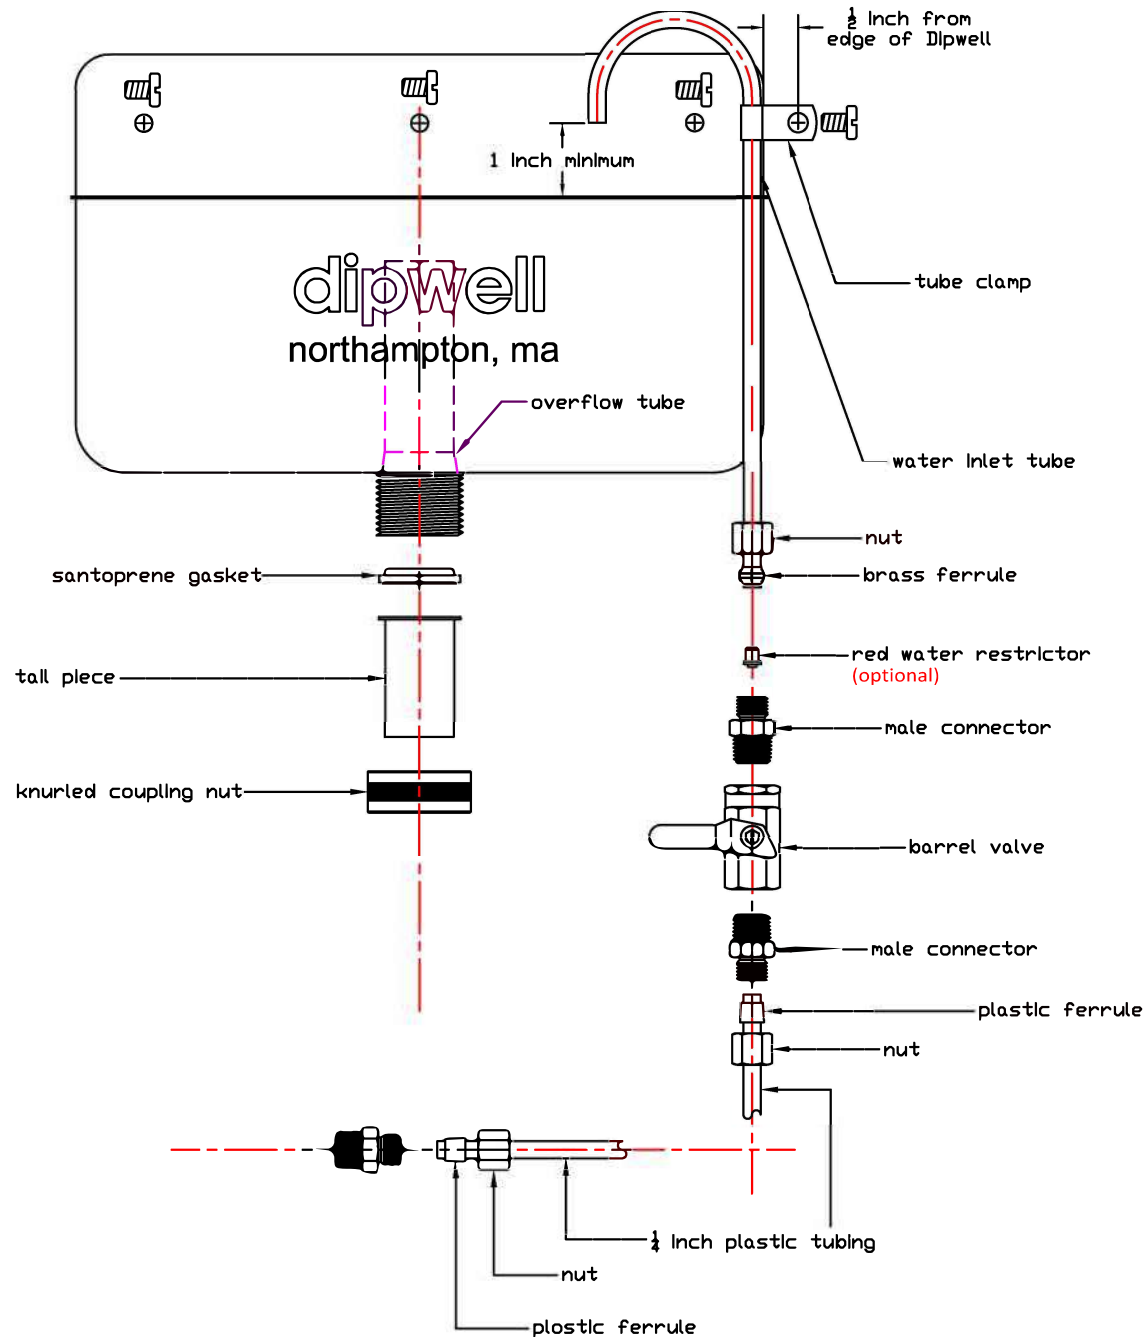 ½ Inch from
edge of Dipwell
1 Inch minimum
tube clamp
dipwell
northampton, ma
overflow tube
water Inlet tube
nut
brass ferrule
santoprene gasket
red water restrictor
(optional)
tail piece
male connector
knurled coupling nut
barrel valve
male connector
plastic ferrule
nut
¼ Inch plastic tubing
nut
plostic ferrule